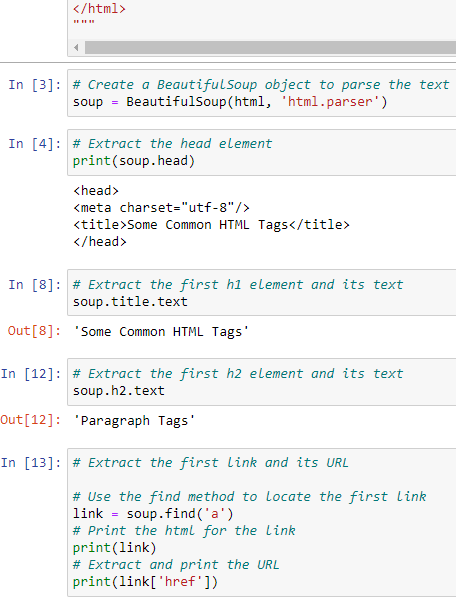 </html>
"""
In [3]: # Create a BeautifulSoup object to parse the text
soup = BeautifulSoup(html, 'html.parser')
In [4]: # Extract the head element
print(soup.head)
<head>
<meta charset="utf-8"/>
<title>Some Common HTML Tags</title>
</head>
In [8]: # Extract the first h1 element and its text
soup.title.text
Out[8]: 'Some Common HTML Tags'
In [12]: # Extract the first h2 element and its text
soup.h2.text
Out[12]: 'Paragraph Tags'
In [13]: # Extract the first link and its URL
# Use the find method to locate the first link
link = soup.find('a')
# Print the html for the link
print(link)
# Extract and print the URL
print(link['href'])